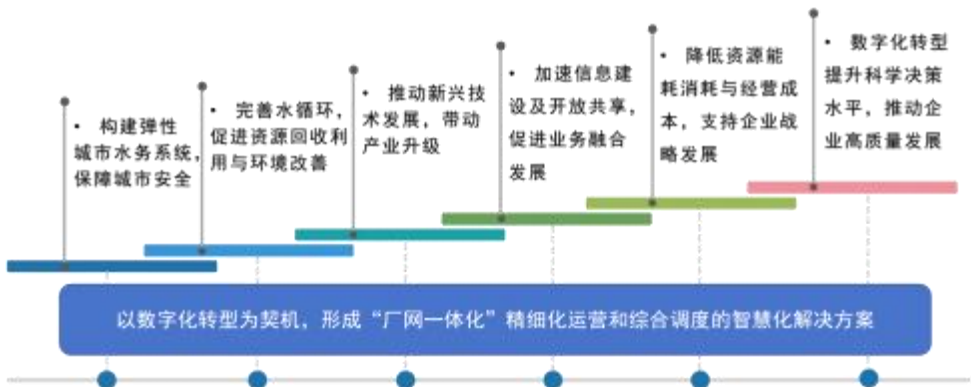 • 构建弹性
城市水务系统,
保障城市安全
• 完善水循环,
促进资源回收利
用与环境改善
• 推动新兴技
术发展，带动
产业升级
• 加速信息建
设及开放共享,
促进业务融合
发展
• 降低资源能
耗消耗与经营成
本，支持企业战
略发展
• 数字化转型
提升科学决策
水平，推动企
业高质量发展
以数字化转型为契机，形成“厂网一体化”精细化运营和综合调度的智慧化解决方案